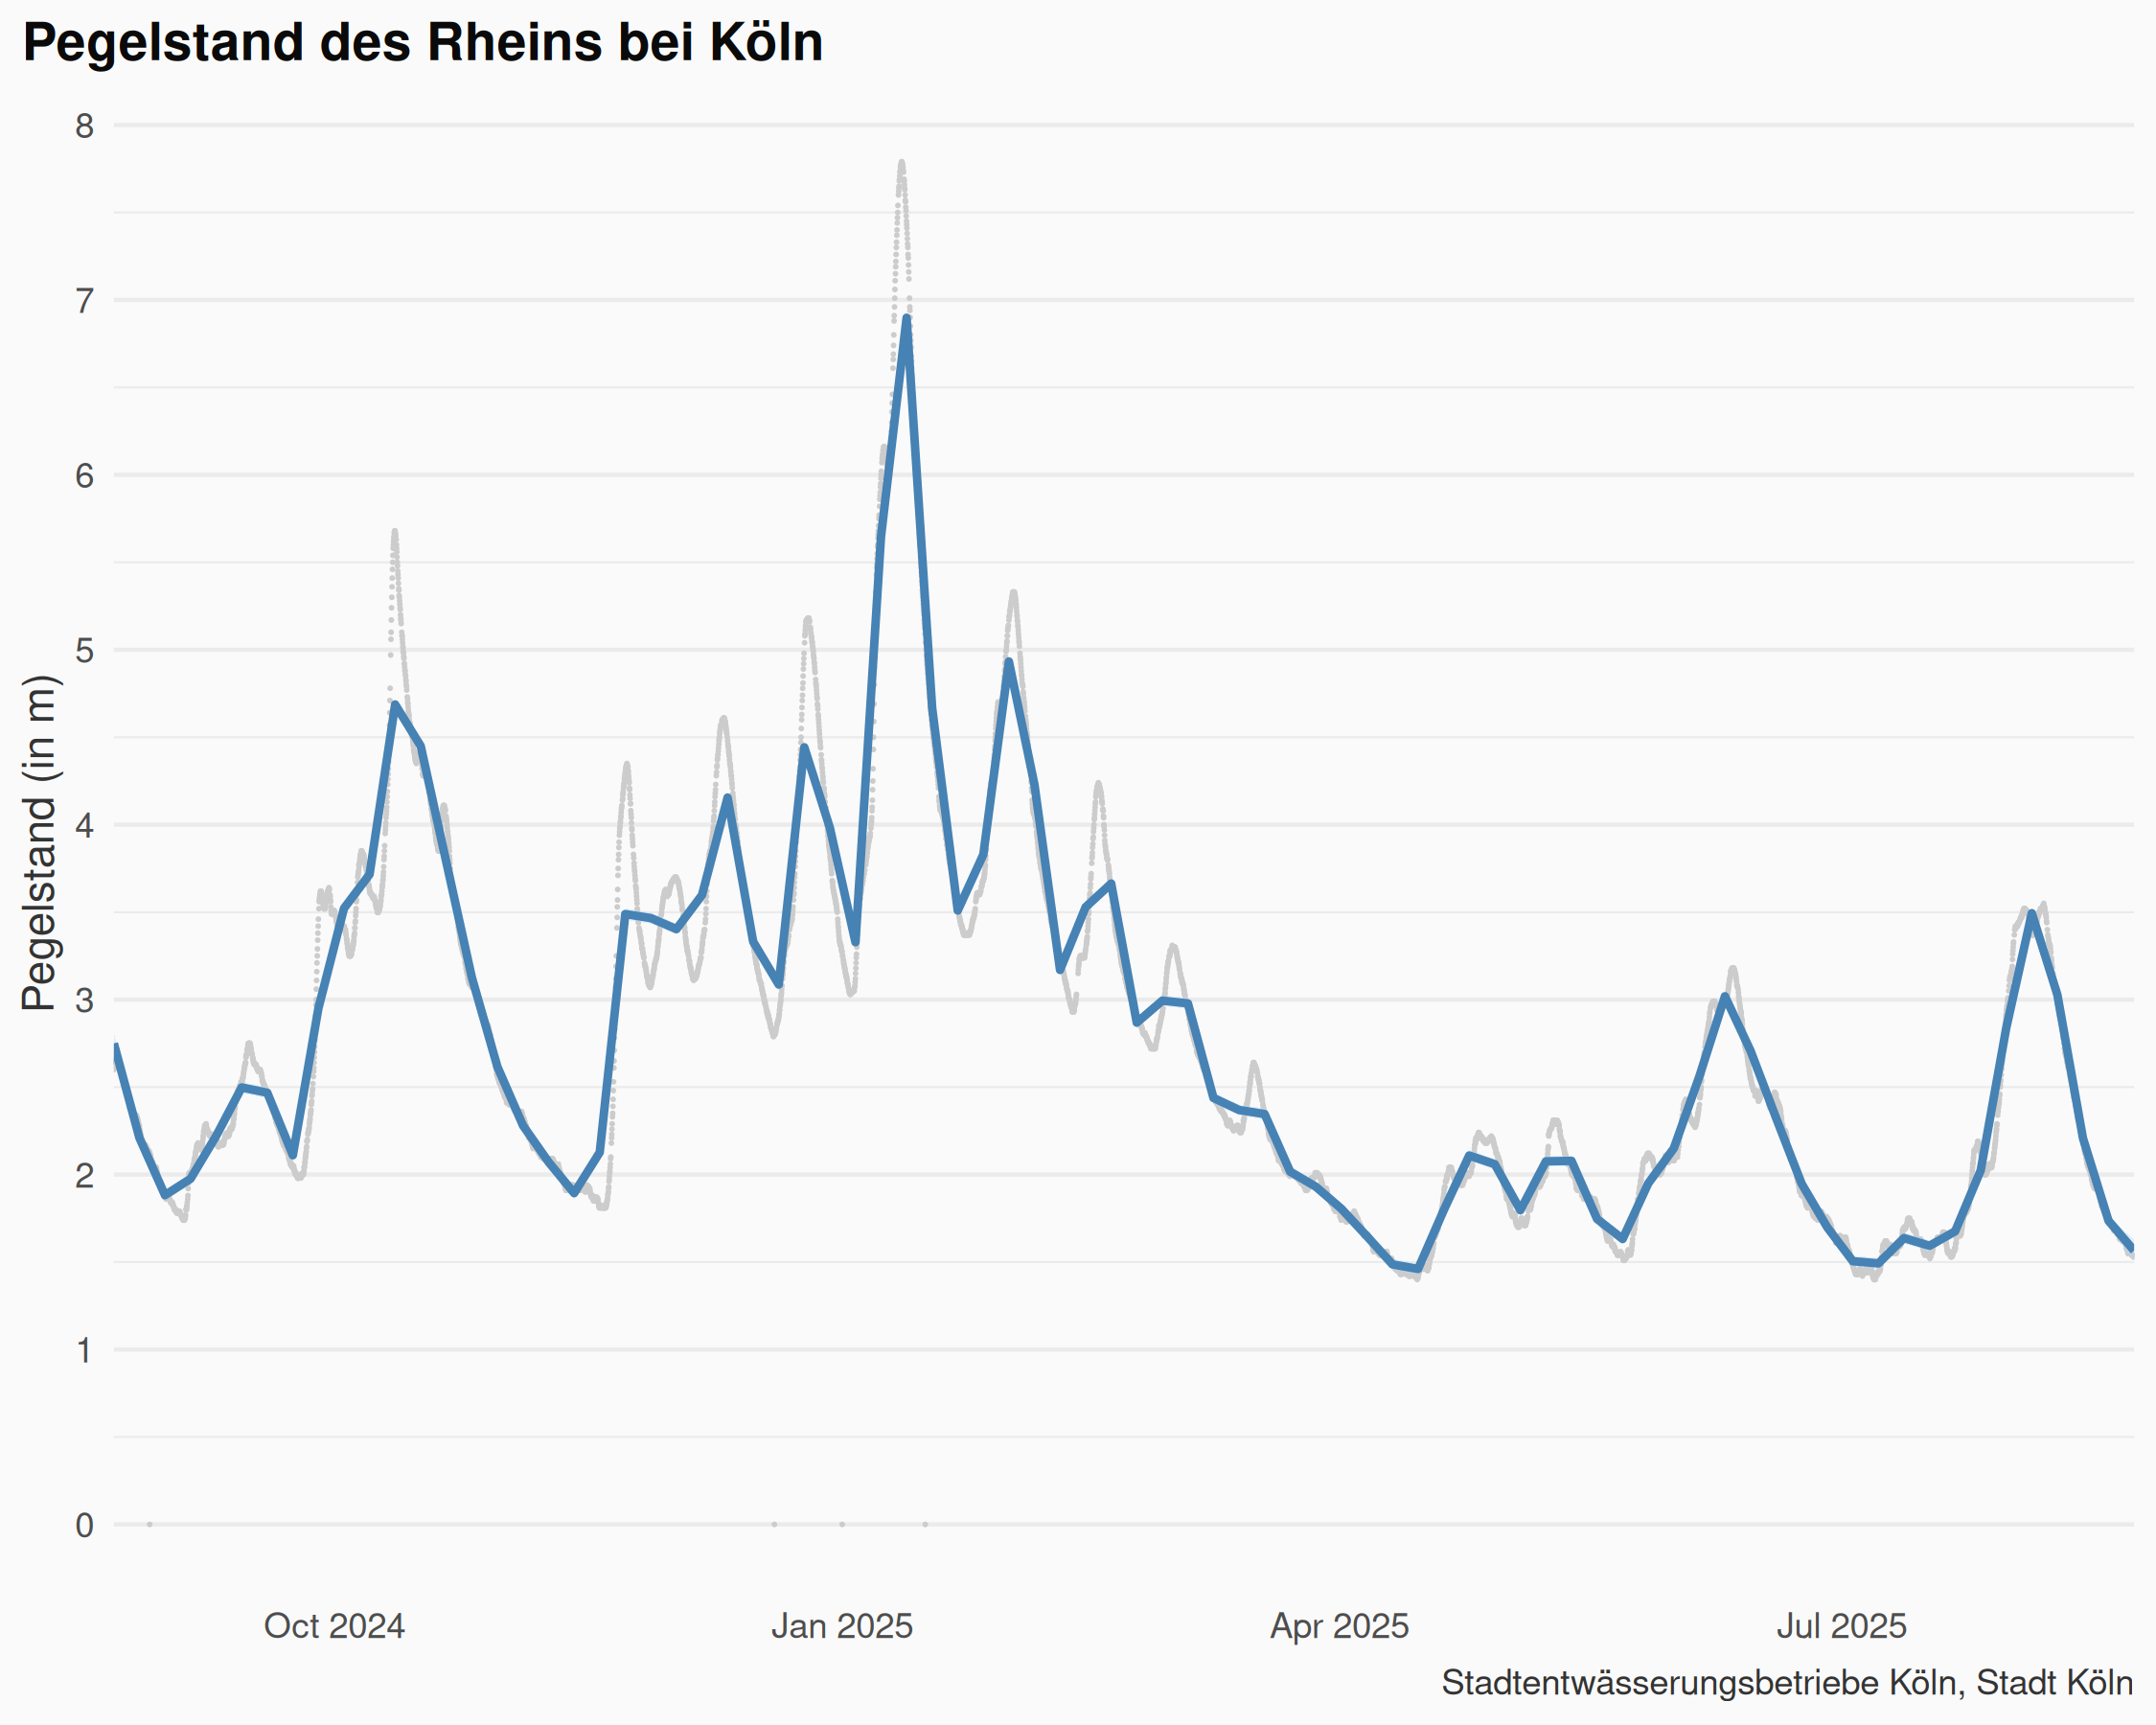 Pegelstand des Rheins bei Köln
Pegelstand (in m)
8
7
6
5
4
3
2
1
0
Oct 2024 Jan 2025 Apr 2025 Jul 2025
Stadtentwässerungsbetriebe Köln, Stadt Köln